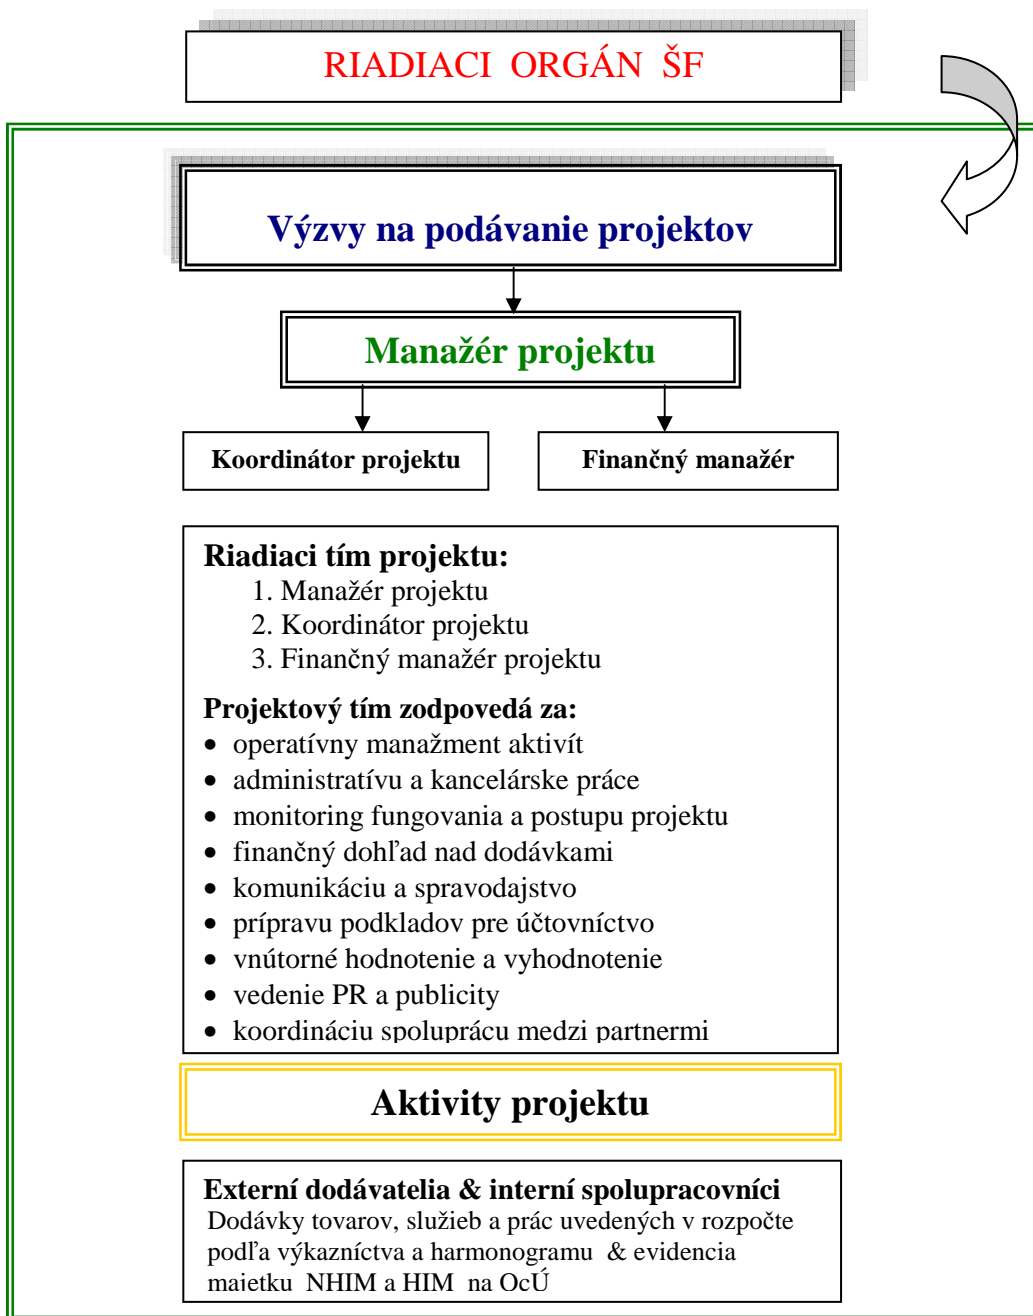 RIADIACI ORGÁN ŠF
Výzvy na podávanie projektov
Manažér projektu
Koordinátor projektu
Finančný manažér
Riadiaci tím projektu:
1. Manažér projektu
2. Koordinátor projektu
3. Finančný manažér projektu
Projektový tím zodpovedá za:
• operatívny manažment aktivít
• administratívu a kancelárske práce
• monitoring fungovania a postupu projektu
• finančný dohľad nad dodávkami
• komunikáciu a spravodajstvo
• prípravu podkladov pre účtovníctvo
• vnútorné hodnotenie a vyhodnotenie
• vedenie PR a publicity
• koordináciu spoluprácu medzi partnermi
Aktivity projektu
Externí dodávatelia & interní spolupracovníci
Dodávky tovarov, služieb a prác uvedených v rozpočte
podľa výkazníctva a harmonogramu & evidencia
majetku NHIM a HIM na OcÚ